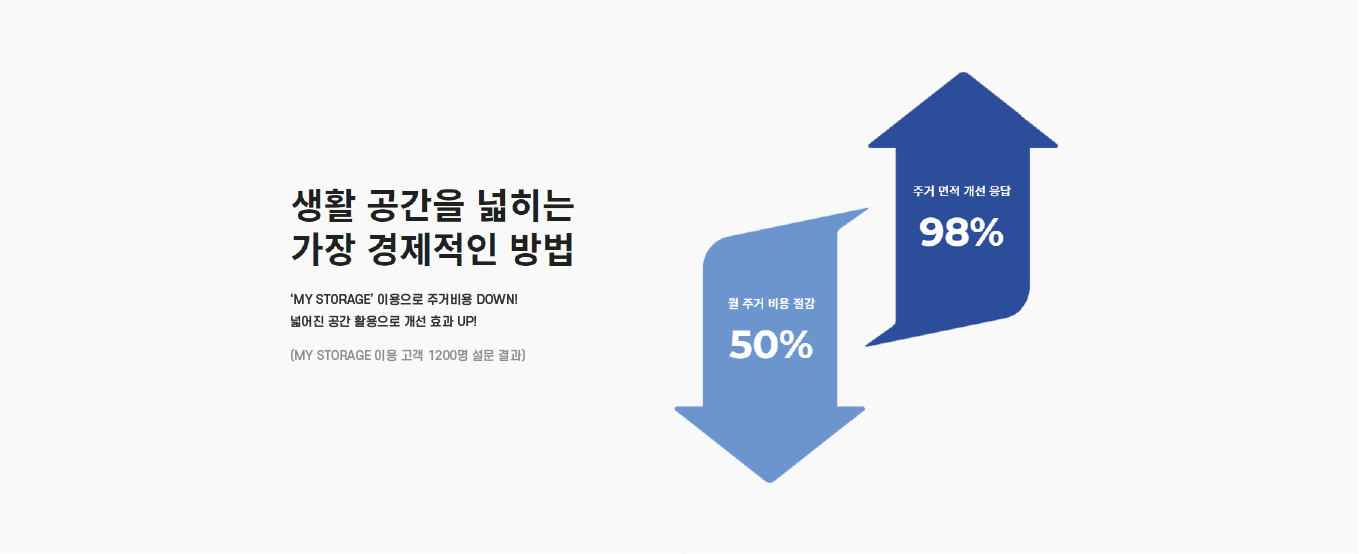 생활 공간을 넓히는
가장 경제적인 방법
‘MY STORAGE’ 이용으로 주거비용 DOWN!
넓어진 공간 활용으로 개선 효과 UP!
(MY STORAGE 이용 고객 1200명 설문 결과)
월 주거 비용 절감
50%
주거 면적 개선 응답
98%